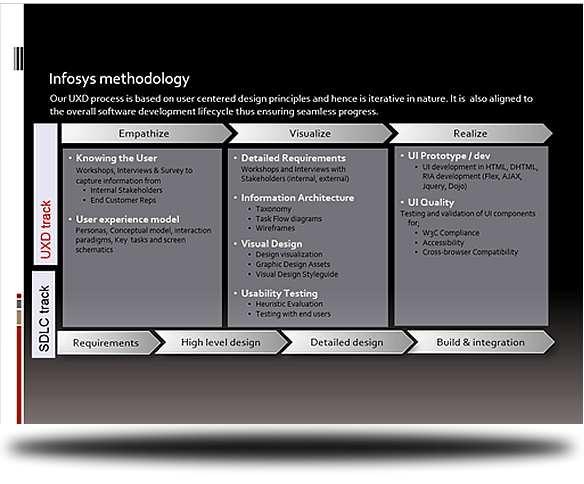 Infosys methodology
Our UXD process is based on user centered design principles and hence is iterative in nature. It is also aligned to
the overall software development lifecycle thus ensuring seamless progress.
UXD track
Empathize
Visualize
Realize
• Knowing the User
Workshops, Interviews & Survey to
capture information from
• Internal Stakeholders
• End Customer Reps
• User experience model
Personas, Conceptual model, interaction
paradigms, Key tasks and screen
schematics
• Detailed Requirements
Workshops and Interviews with
Stakeholders (internal, external)
• Information Architecture
• Taxonomy
• Task Flow diagrams
• Wireframes
• Visual Design
• Design visualization
• Graphic Design Assets
• Visual Design Styleguide
• Usability Testing
• Heuristic Evaluation
• Testing with end users
• UI Prototype / dev
• UI development in HTML, DHTML,
RIA development (Flex, AJAX,
Jquery, Dojo)
• UI Quality
Testing and validation of UI components
for;
• W3C Compliance
• Accessibility
• Cross-browser Compatibility
SDLC track
Requirements
High level design
Detailed design
Build & integration